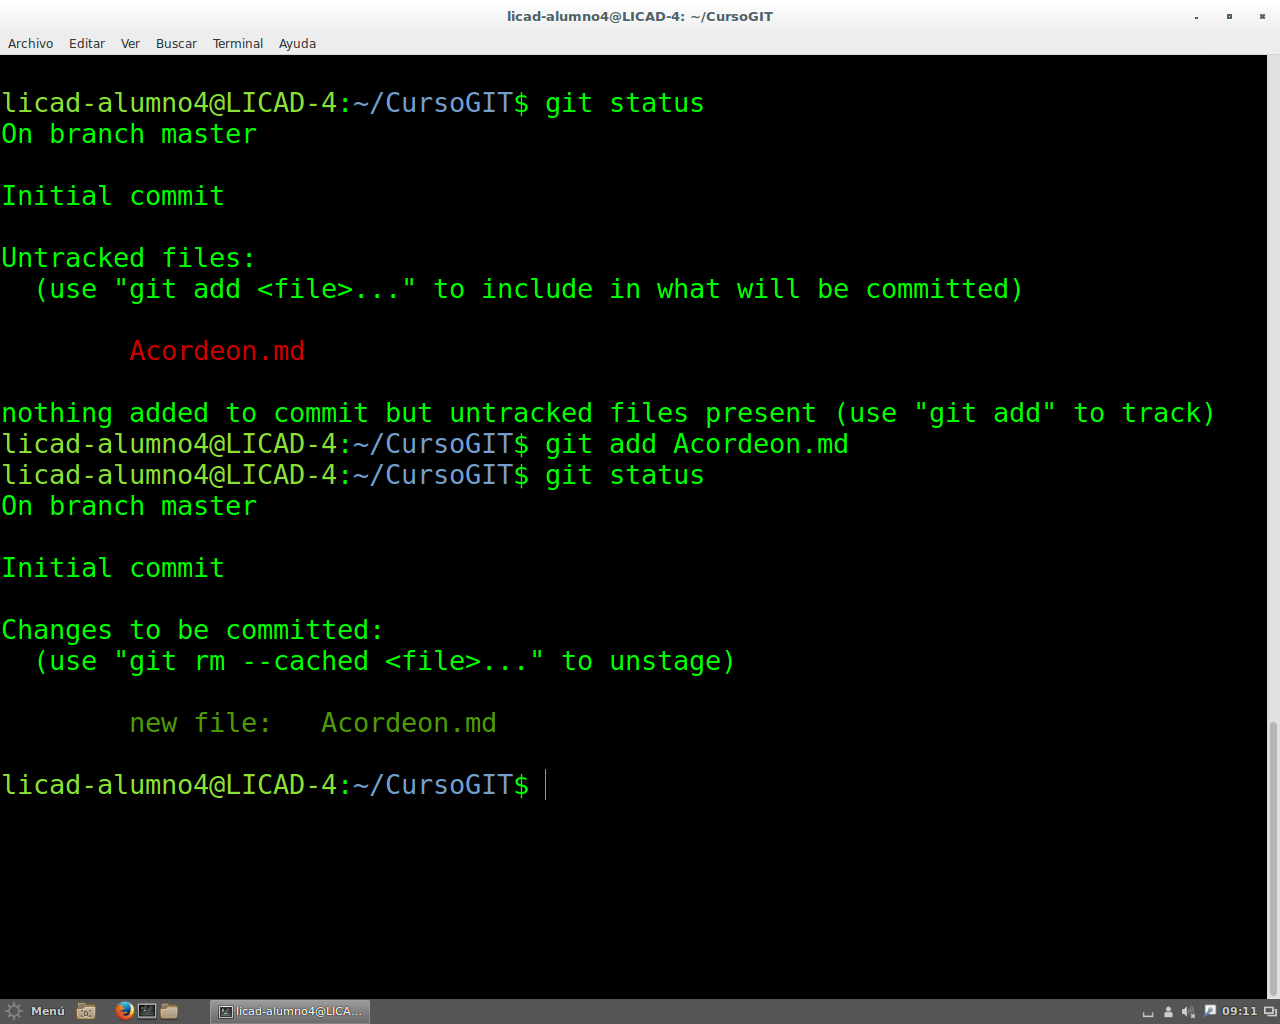 licad-alumno4@LICAD-4: ~/CursoGIT
Archivo Editar Ver Buscar Terminal Ayuda
licad-alumno4@LICAD-4:~/CursoGIT$ git status
On branch master
Initial commit
Untracked files:
  (use "git add <file>..." to include in what will be committed)
        Acordeon.md
nothing added to commit but untracked files present (use "git add" to track)
licad-alumno4@LICAD-4:~/CursoGIT$ git add Acordeon.md
licad-alumno4@LICAD-4:~/CursoGIT$ git status
On branch master
Initial commit
Changes to be committed:
  (use "git rm --cached <file>..." to unstage)
        new file:   Acordeon.md
licad-alumno4@LICAD-4:~/CursoGIT$
Menú licad-alumno4@LICA... 09:11